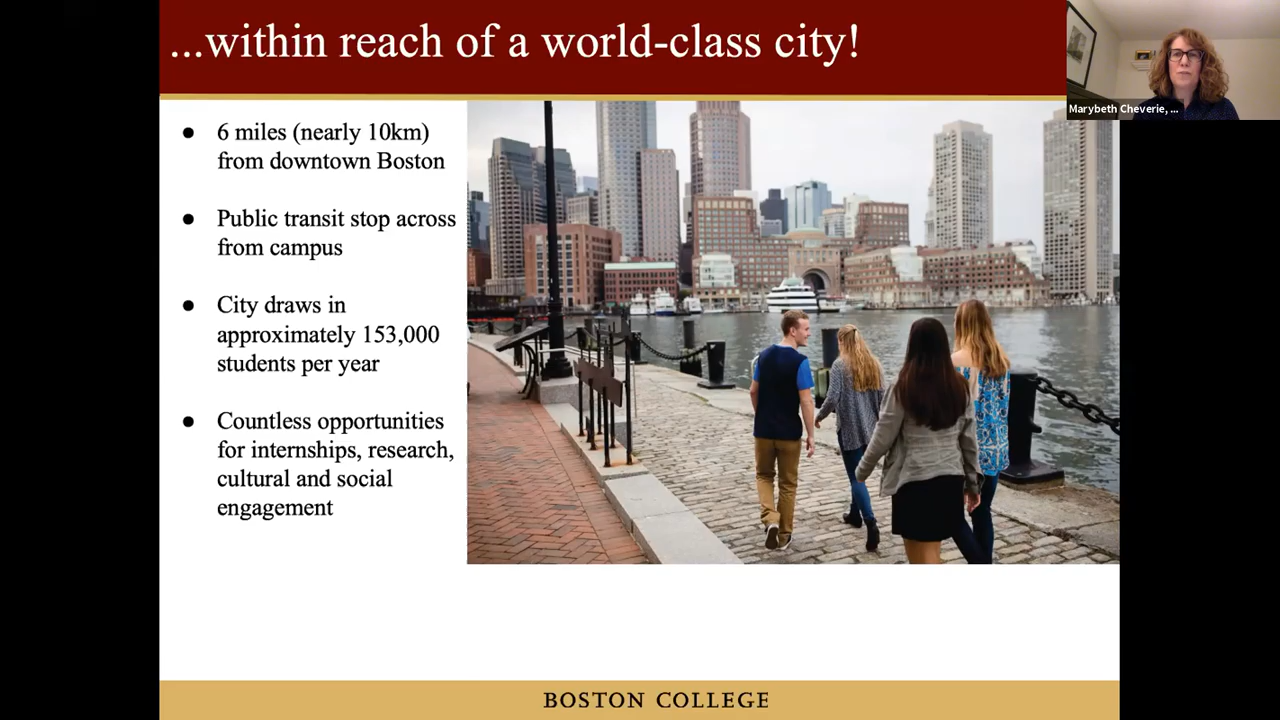 ...within reach of a world-class city!
Marybeth Cheverie, ...
● 6 miles (nearly 10km)
from downtown Boston
● Public transit stop across
from campus
● City draws in
approximately 153,000
students per year
● Countless opportunities
for internships, research,
cultural and social
engagement
BOSTON COLLEGE